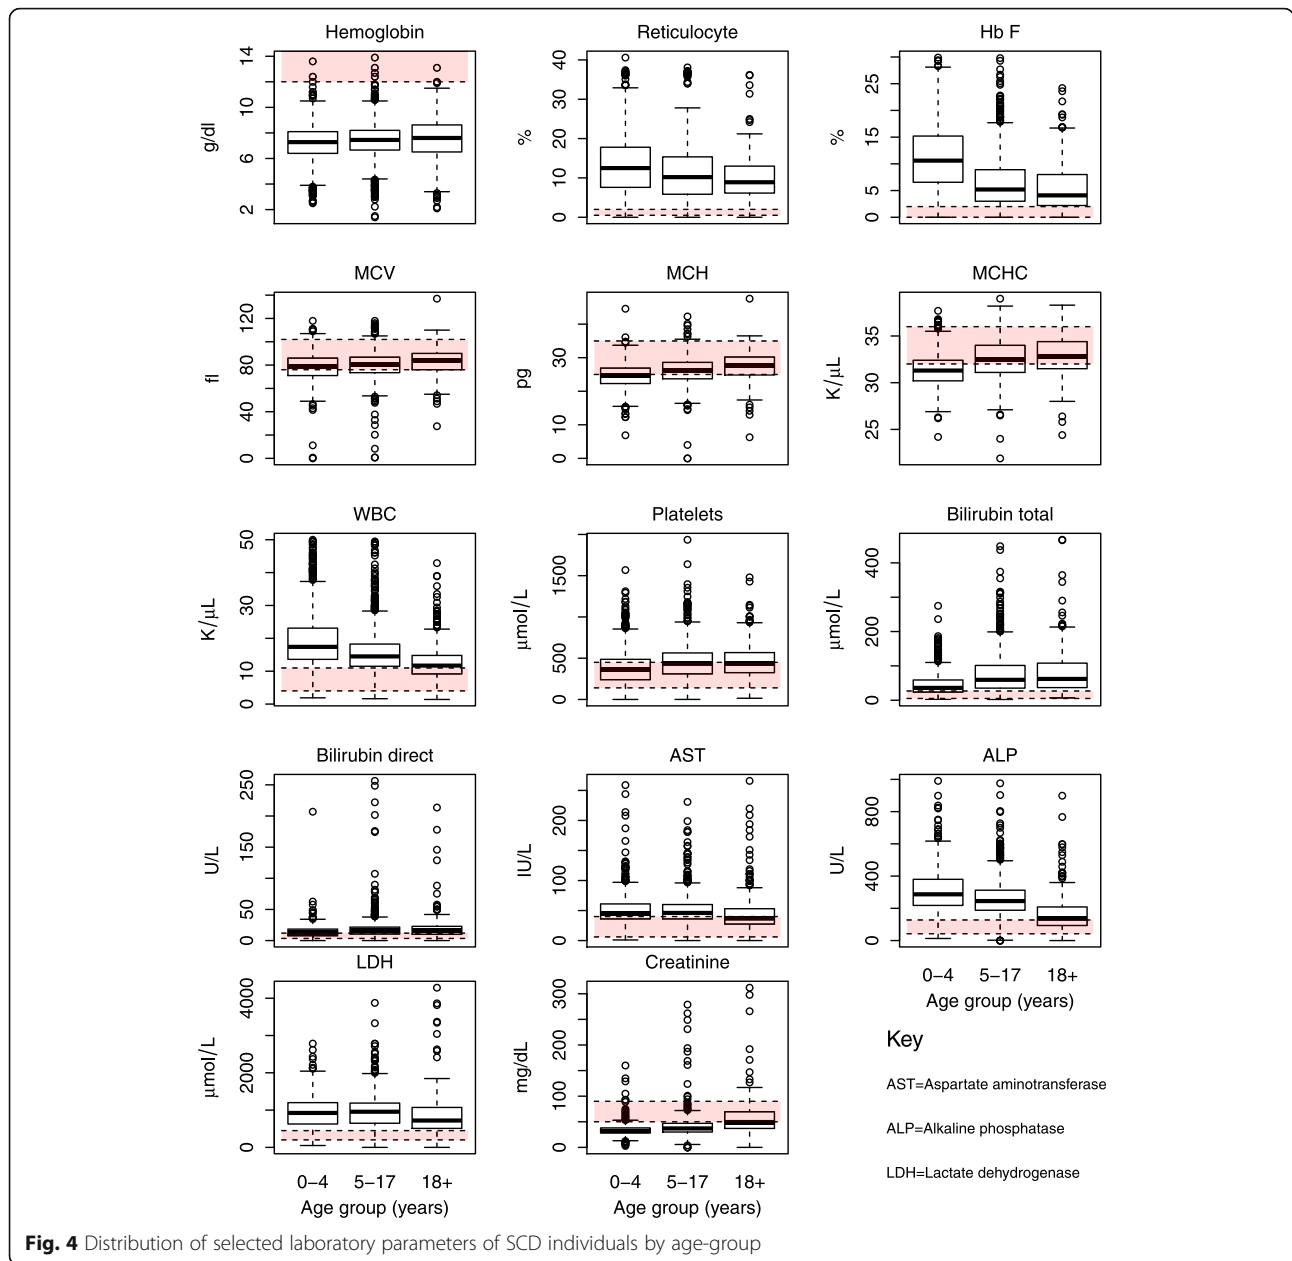 Hemoglobin
g/dl
14
10
6
2
Reticulocyte
%
40
30
20
10
0
Hb F
%
25
15
5
0
MCV
fl
120
80
40
0
MCH
pg
30
10
0
MCHC
K/μL
35
30
25
WBC
K/μL
50
30
10
0
Platelets
μmol/L
1500
500
0
Bilirubin total
μmol/L
400
200
0
Bilirubin direct
U/L
250
150
50
0
AST
IU/L
200
100
0
ALP
U/L
800
400
0
0–4 5–17 18+
Age group (years)
LDH
μmol/L
4000
2000
0
0–4 5–17 18+
Age group (years)
Creatinine
mg/dL
300
200
100
0
0–4 5–17 18+
Age group (years)
Key
AST=Aspartate aminotransferase
ALP=Alkaline phosphatase
LDH=Lactate dehydrogenase
Fig. 4 Distribution of selected laboratory parameters of SCD individuals by age-group